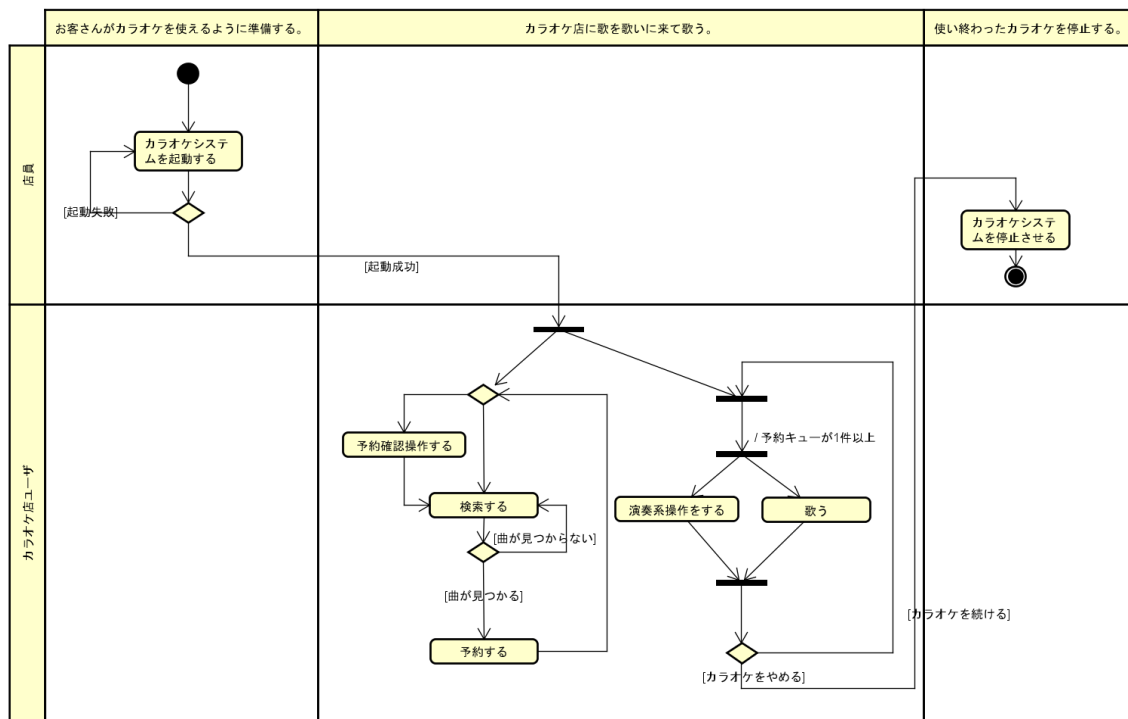 お客さんがカラオケを使えるように準備する。
カラオケ店に歌を歌いに来て歌う。
使い終わったカラオケを停止する。
店員
カラオケシステ
ムを起動する
[起動失敗]
[起動成功]
カラオケシステ
ムを停止させる
カラオケ店ユーザ
予約確認操作する
検索する
[曲が見つからない]
[曲が見つかる]
予約する
/ 予約キューが1件以上
演奏系操作をする
歌う
[カラオケを続ける]
[カラオケをやめる]